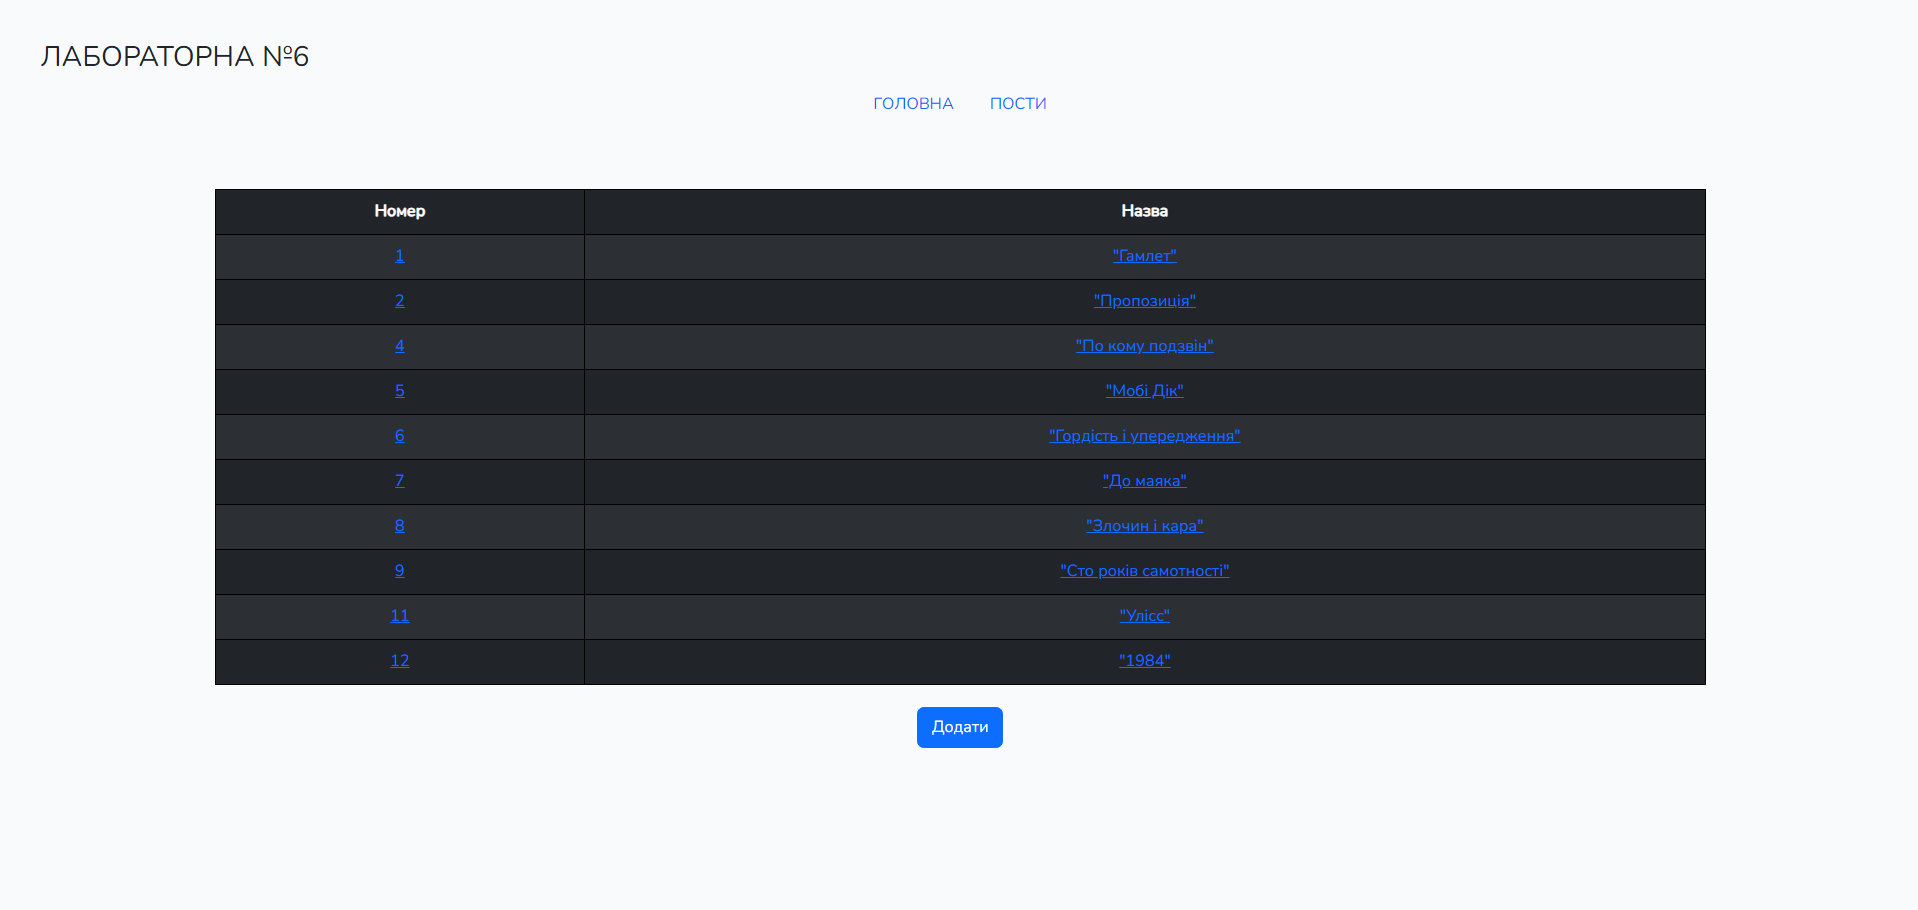 ЛАБОРАТОРНА №6
ГОЛОВНА ПОСТИ
Номер Назва
1 "Гамлет"
2 "Пропозиція"
4 "По кому подзвін"
5 "Мобі Дік"
6 "Гордість і упередження"
7 "До маяка"
8 "Злочин і кара"
9 "Сто років самотності"
11 "Улісс"
12 "1984"
Додати